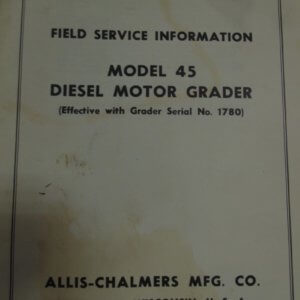 FIELD SERVICE INFORMATION
MODEL 45
DIESEL MOTOR GRADER
(Effective with Grader Serial No. 1780)
ALLIS-CHALMERS MFG. CO.